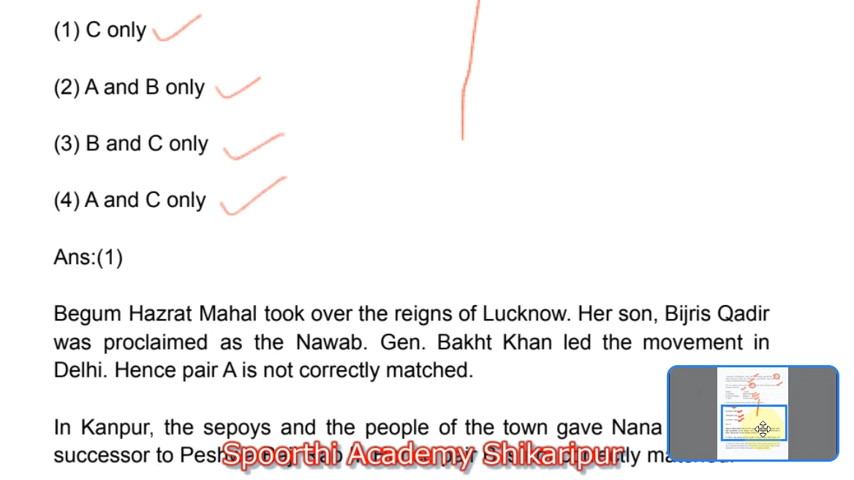 (1) C only
(2) A and B only
(3) B and C only
(4) A and C only
Ans:(1)
Begum Hazrat Mahal took over the reigns of Lucknow. Her son, Bijris Qadir
was proclaimed as the Nawab. Gen. Bakht Khan led the movement in
Delhi. Hence pair A is not correctly matched.
In Kanpur, the sepoys and the people of the town gave Nana
successor to
Spoorthi Academy Shikaripur